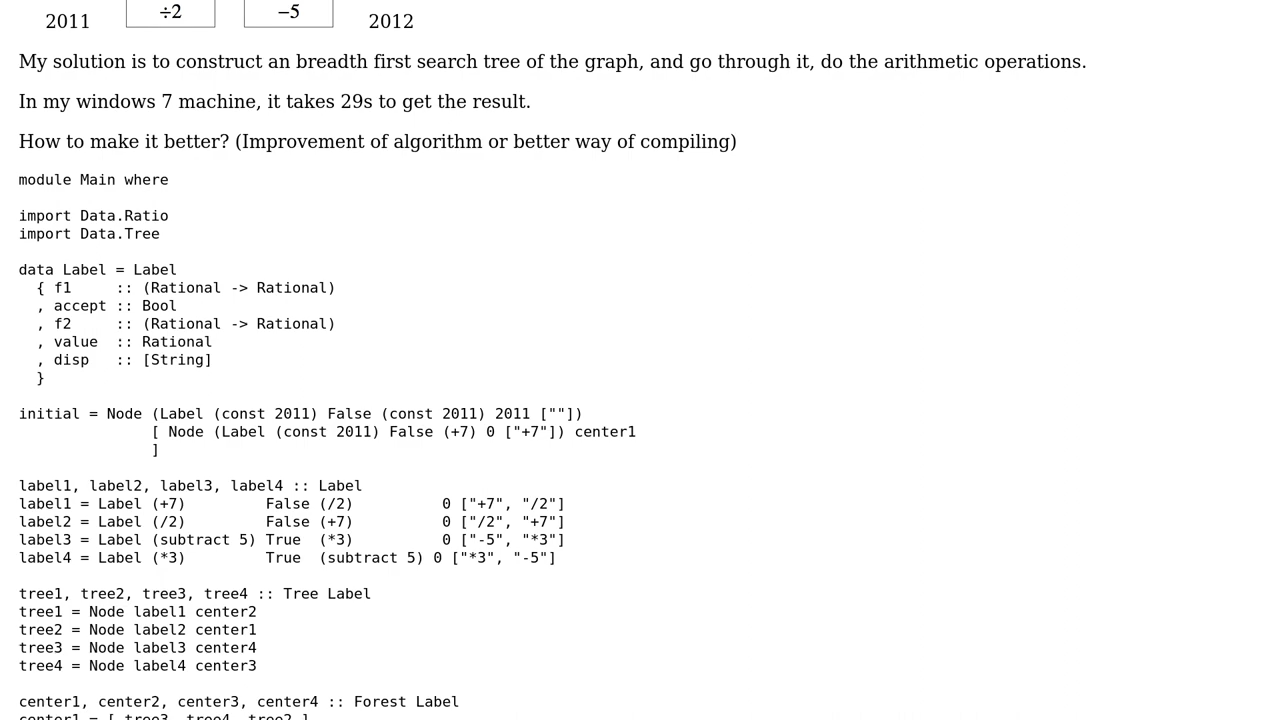 ÷2 −5
2011 2012
My solution is to construct an breadth first search tree of the graph, and go through it, do the arithmetic operations.
In my windows 7 machine, it takes 29s to get the result.
How to make it better? (Improvement of algorithm or better way of compiling)
module Main where
import Data.Ratio
import Data.Tree
data Label = Label
  { f1     :: (Rational -> Rational)
  , accept :: Bool
  , f2     :: (Rational -> Rational)
  , value  :: Rational
  , disp   :: [String]
  }
initial = Node (Label (const 2011) False (const 2011) 2011 [""])
               [ Node (Label (const 2011) False (+7) 0 ["+7"]) center1
               ]
label1, label2, label3, label4 :: Label
label1 = Label (+7)         False (/2)          0 ["+7", "/2"]
label2 = Label (/2)         False (+7)          0 ["/2", "+7"]
label3 = Label (subtract 5) True  (*3)          0 ["-5", "*3"]
label4 = Label (*3)         True  (subtract 5) 0 ["*3", "-5"]
tree1, tree2, tree3, tree4 :: Tree Label
tree1 = Node label1 center2
tree2 = Node label2 center1
tree3 = Node label3 center4
tree4 = Node label4 center3
center1, center2, center3, center4 :: Forest Label
center1 = [ tree3, tree4, tree2 ]